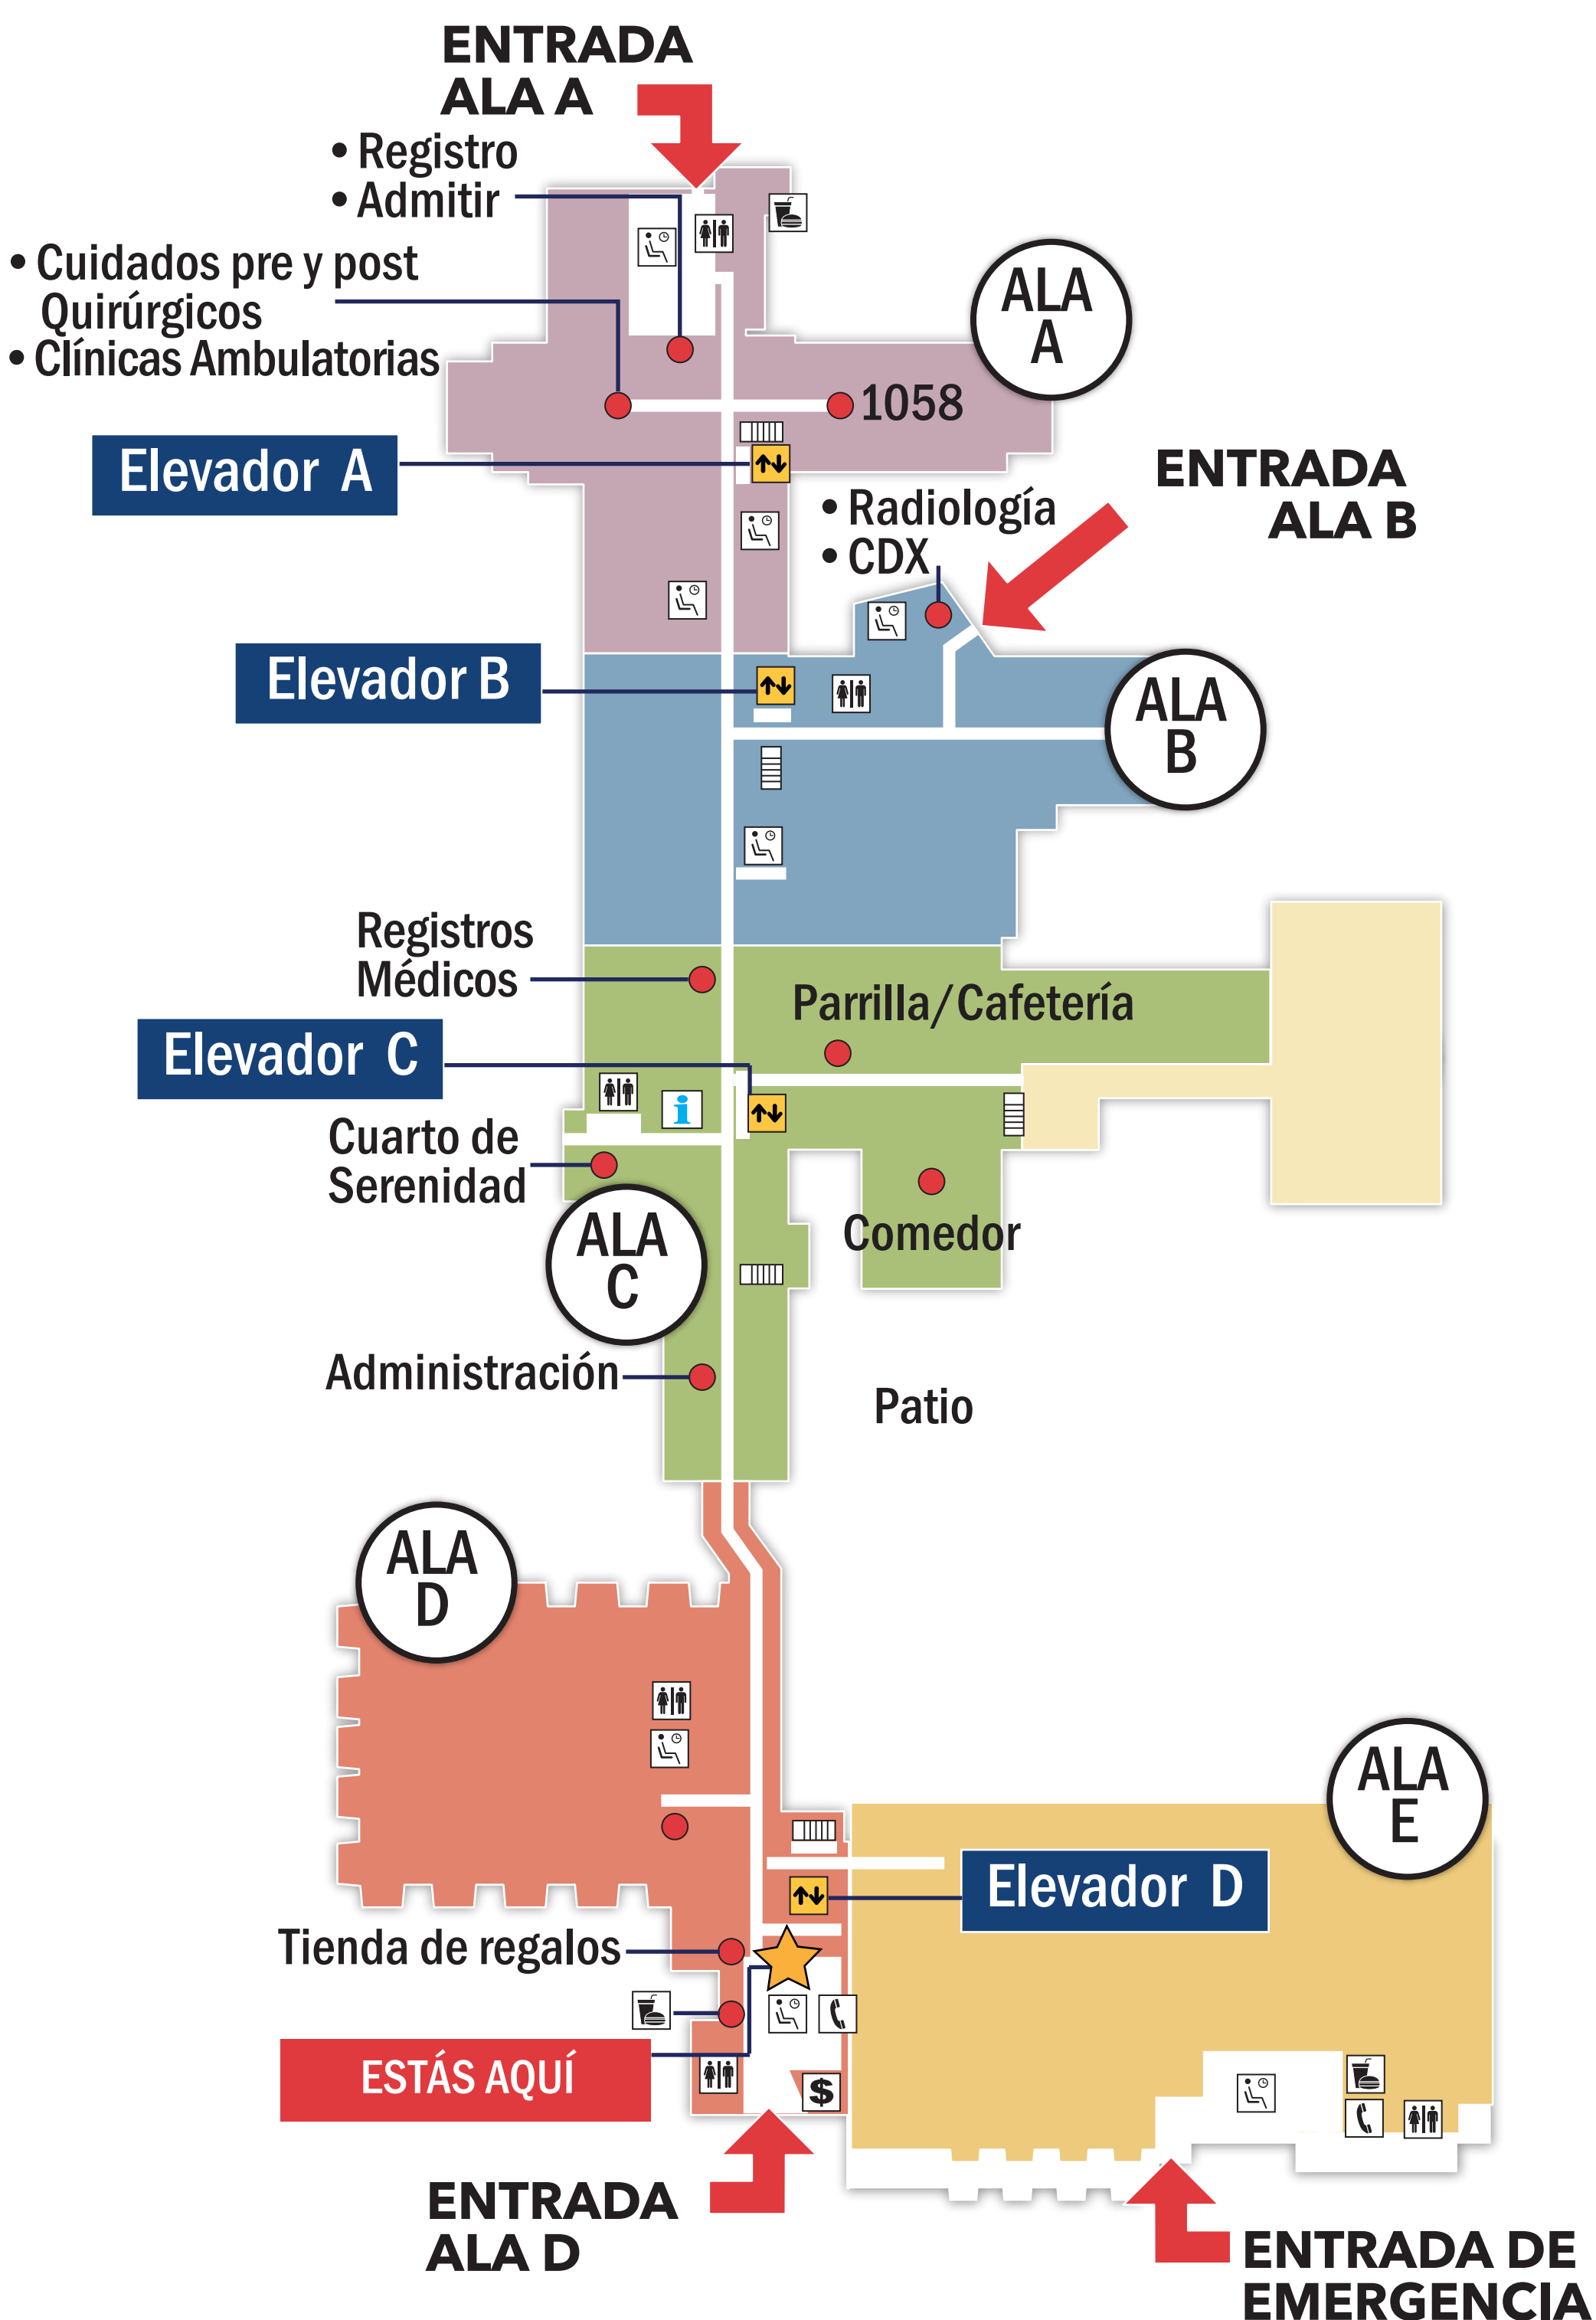 ENTRADA
ALA A
• Registro
• Admitir
• Cuidados pre y post
Quirúrgicos
• Clínicas Ambulatorias
ALA
A
1058
Elevador A
ENTRADA
ALA B
• Radiología
• CDX
Elevador B
ALA
B
Registros
Médicos
Parrilla/Cafetería
Elevador C
i
Cuarto de
Serenidad
ALA
C
Comedor
Administración
Patio
ALA
D
ALA
E
Elevador D
Tienda de regalos
ESTÁS AQUÍ
$
ENTRADA
ALA D
ENTRADA DE
EMERGENCIA